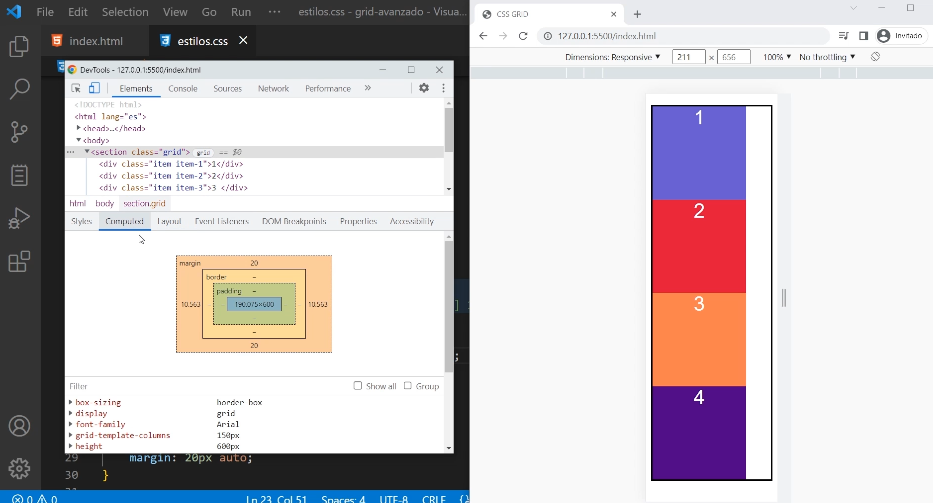 File Edit Selection View Go Run ··· estilos.css - grid-avanzado - Visua...
index.html
estilos.css
DevTools - 127.0.0.1:5500/index.html
Elements Console Sources Network Performance »
<!DOCTYPE html>
<html lang="es">
<head>…</head>
<body>
··· <section class="grid"> grid == $0
<div class="item item-1">1</div>
<div class="item item-2">2</div>
<div class="item item-3">3 </div>
html body section.grid
Styles Computed Layout Event Listeners DOM Breakpoints Properties Accessibility
margin 20
border –
padding –
10.563 190.075×600 10.563
–
20
Filter Show all Group
box-sizing border-box
display grid
font-family Arial
grid-template-columns 150px
height 600px
29 margin: 20px auto;
30 }
0 0 Ln 23, Col 51 Spaces: 4 UTF-8 CRLF {}
CSS GRID
127.0.0.1:5500/index.html Invitado
Dimensions: Responsive ▼ 211 × 656 100% ▼ No throttling ▼
1
2
3
4